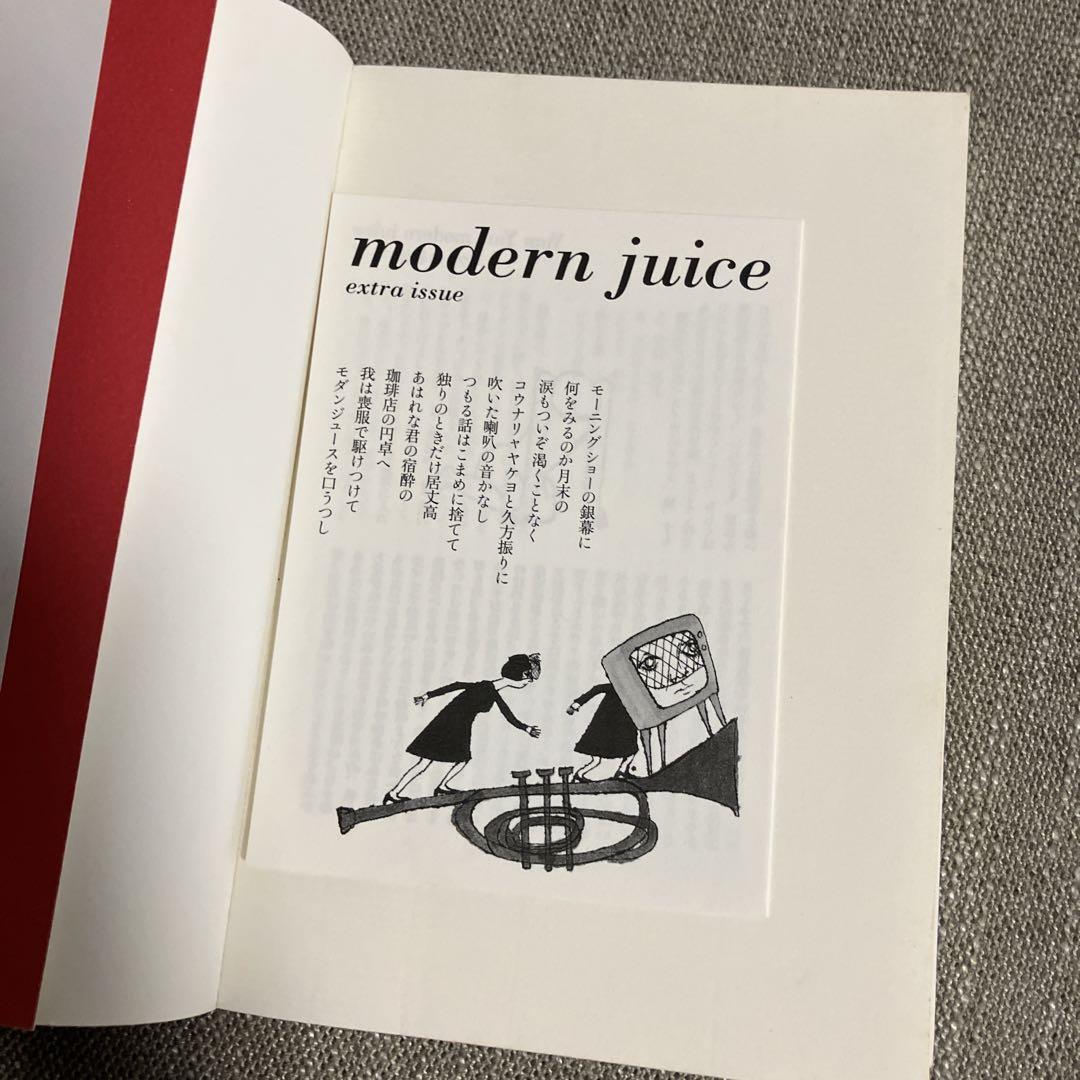 modern juice
extra issue
モーニングショーの銀幕に
何をみるのか月末の
涙もついぞ渇くことなく
コウナリャヤケヨと久方振りに
吹いた喇叭の音かなし
つもる話はこまめに捨てて
独りのときだけ居丈高
あはれな君の宿酔の
珈琲店の円卓へ
我は喪服で駆けつけて
モダンジュースを口うつし